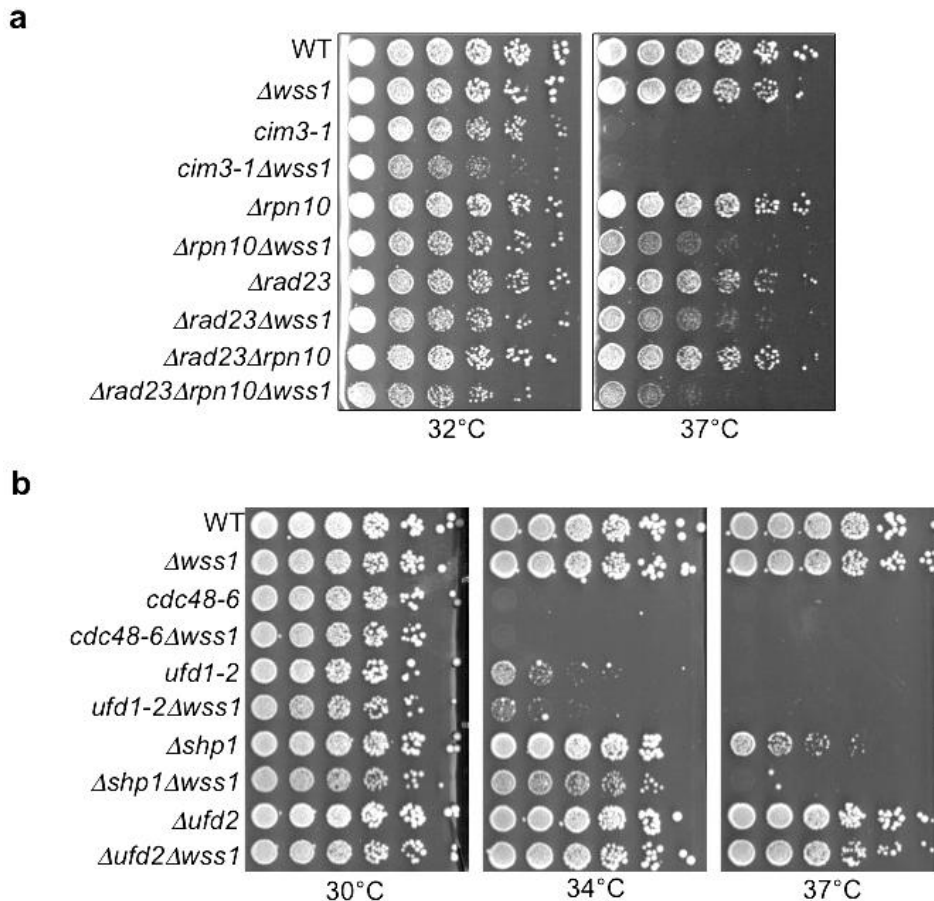 a
WT
Δwss1
cim3-1
cim3-1Δwss1
Δrpn10
Δrpn10Δwss1
Δrad23
Δrad23Δwss1
Δrad23Δrpn10
Δrad23Δrpn10Δwss1
32°C 37°C
b
WT
Δwss1
cdc48-6
cdc48-6Δwss1
ufd1-2
ufd1-2Δwss1
Δshp1
Δshp1Δwss1
Δufd2
Δufd2Δwss1
30°C 34°C 37°C